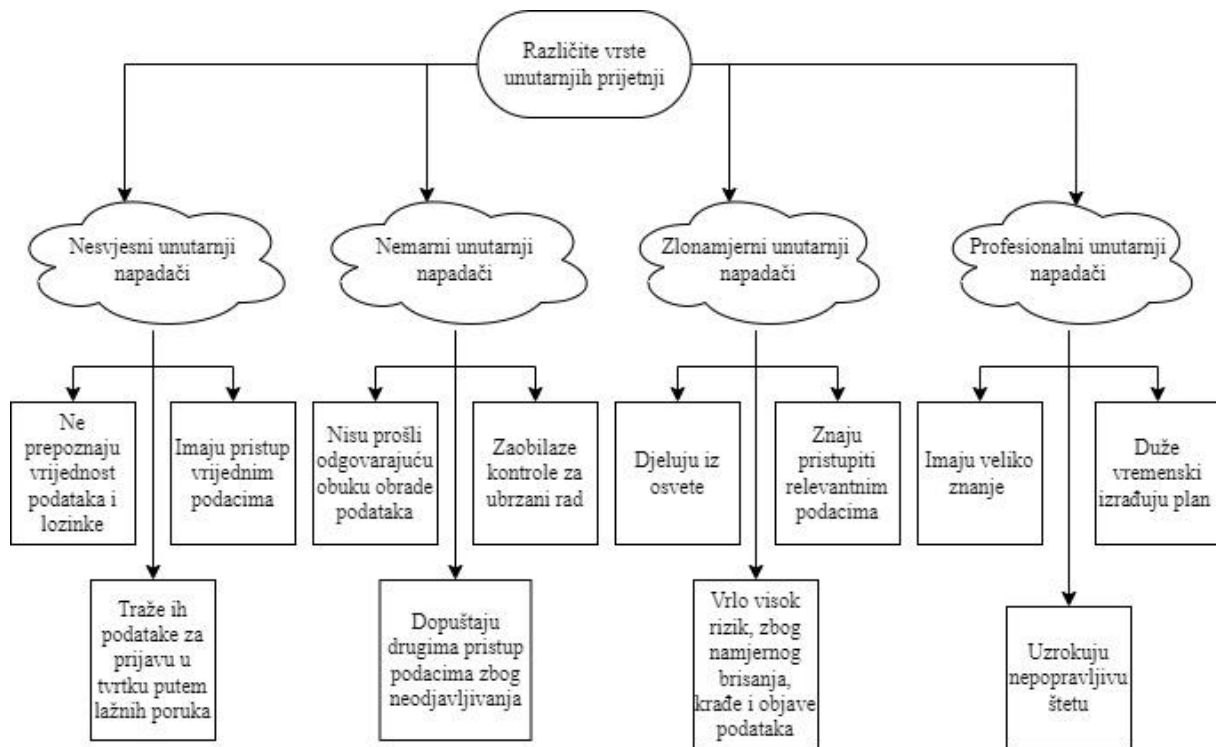 Različite vrste
unutarnjih prijetnji
Nesvjesni unutarnji
napadači
Nemarni unutarnji
napadači
Zlonamjerni unutarnji
napadači
Profesionalni unutarnji
napadači
Ne
prepoznaju
vrijednost
podataka i
lozinke
Imaju pristup
vrijednim
podacima
Nisu prošli
odgovarajuću
obuku obrade
podataka
Zaobilaze
kontrole za
ubrzani rad
Djeluju iz
osvete
Znaju
pristupiti
relevantnim
podacima
Imaju veliko
znanje
Duže
vremenski
izrađuju plan
Traže ih
podatake za
prijavu u
tvrtku putem
lažnih poruka
Dopuštaju
drugima pristup
podacima zbog
neodjavljivanja
Vrlo visok
rizik, zbog
namjernog
brisanja,
krađe i objave
podataka
Uzrokuju
nepopravljivu
štetu